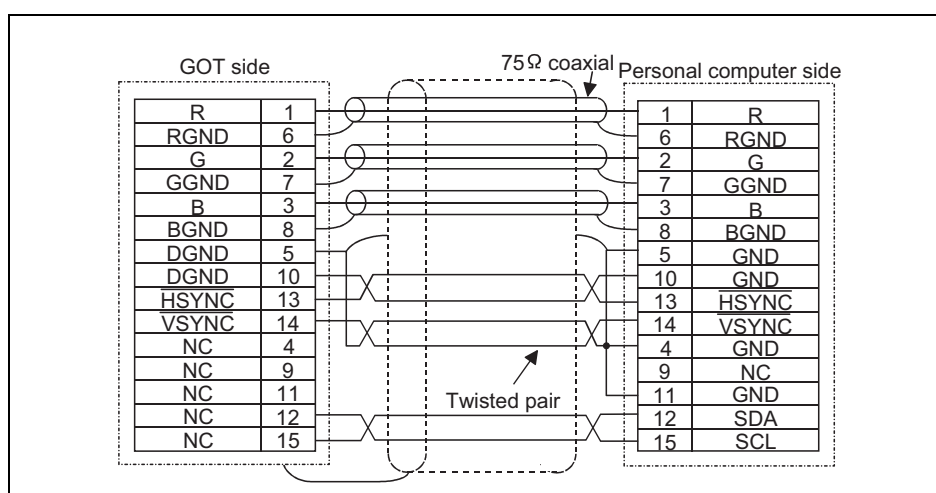 GOT side
75Ω coaxial
Personal computer side
R 1
RGND 6
G 2
GGND 7
B 3
BGND 8
DGND 5
DGND 10
HSYNC 13
VSYNC 14
NC 4
NC 9
NC 11
NC 12
NC 15
Twisted pair
1 R
6 RGND
2 G
7 GGND
3 B
8 BGND
5 GND
10 GND
13 HSYNC
14 VSYNC
4 GND
9 NC
11 GND
12 SDA
15 SCL